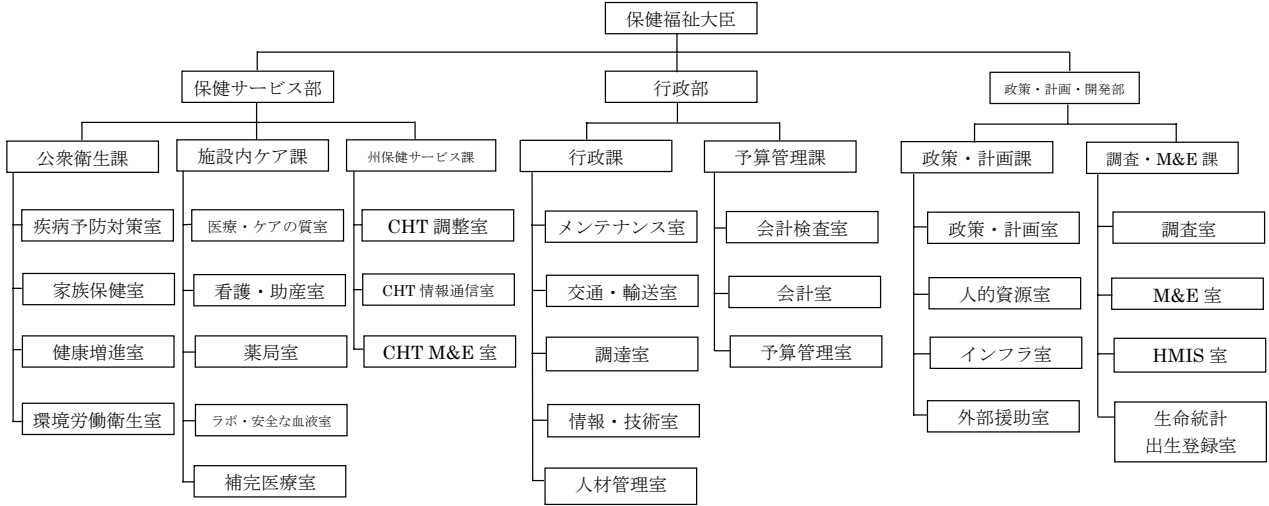 保健福祉大臣
保健サービス部
行政部
政策・計画・開発部
公衆衛生課
施設内ケア課
州保健サービス課
行政課
予算管理課
政策・計画課
調査・M&E 課
疾病予防対策室
医療・ケアの質室
CHT 調整室
メンテナンス室
会計検査室
政策・計画室
調査室
家族保健室
看護・助産室
CHT 情報通信室
交通・輸送室
会計室
人的資源室
M&E 室
健康増進室
薬局室
CHT M&E 室
調達室
予算管理室
インフラ室
HMIS 室
環境労働衛生室
ラボ・安全な血液室
情報・技術室
外部援助室
生命統計
出生登録室
補完医療室
人材管理室